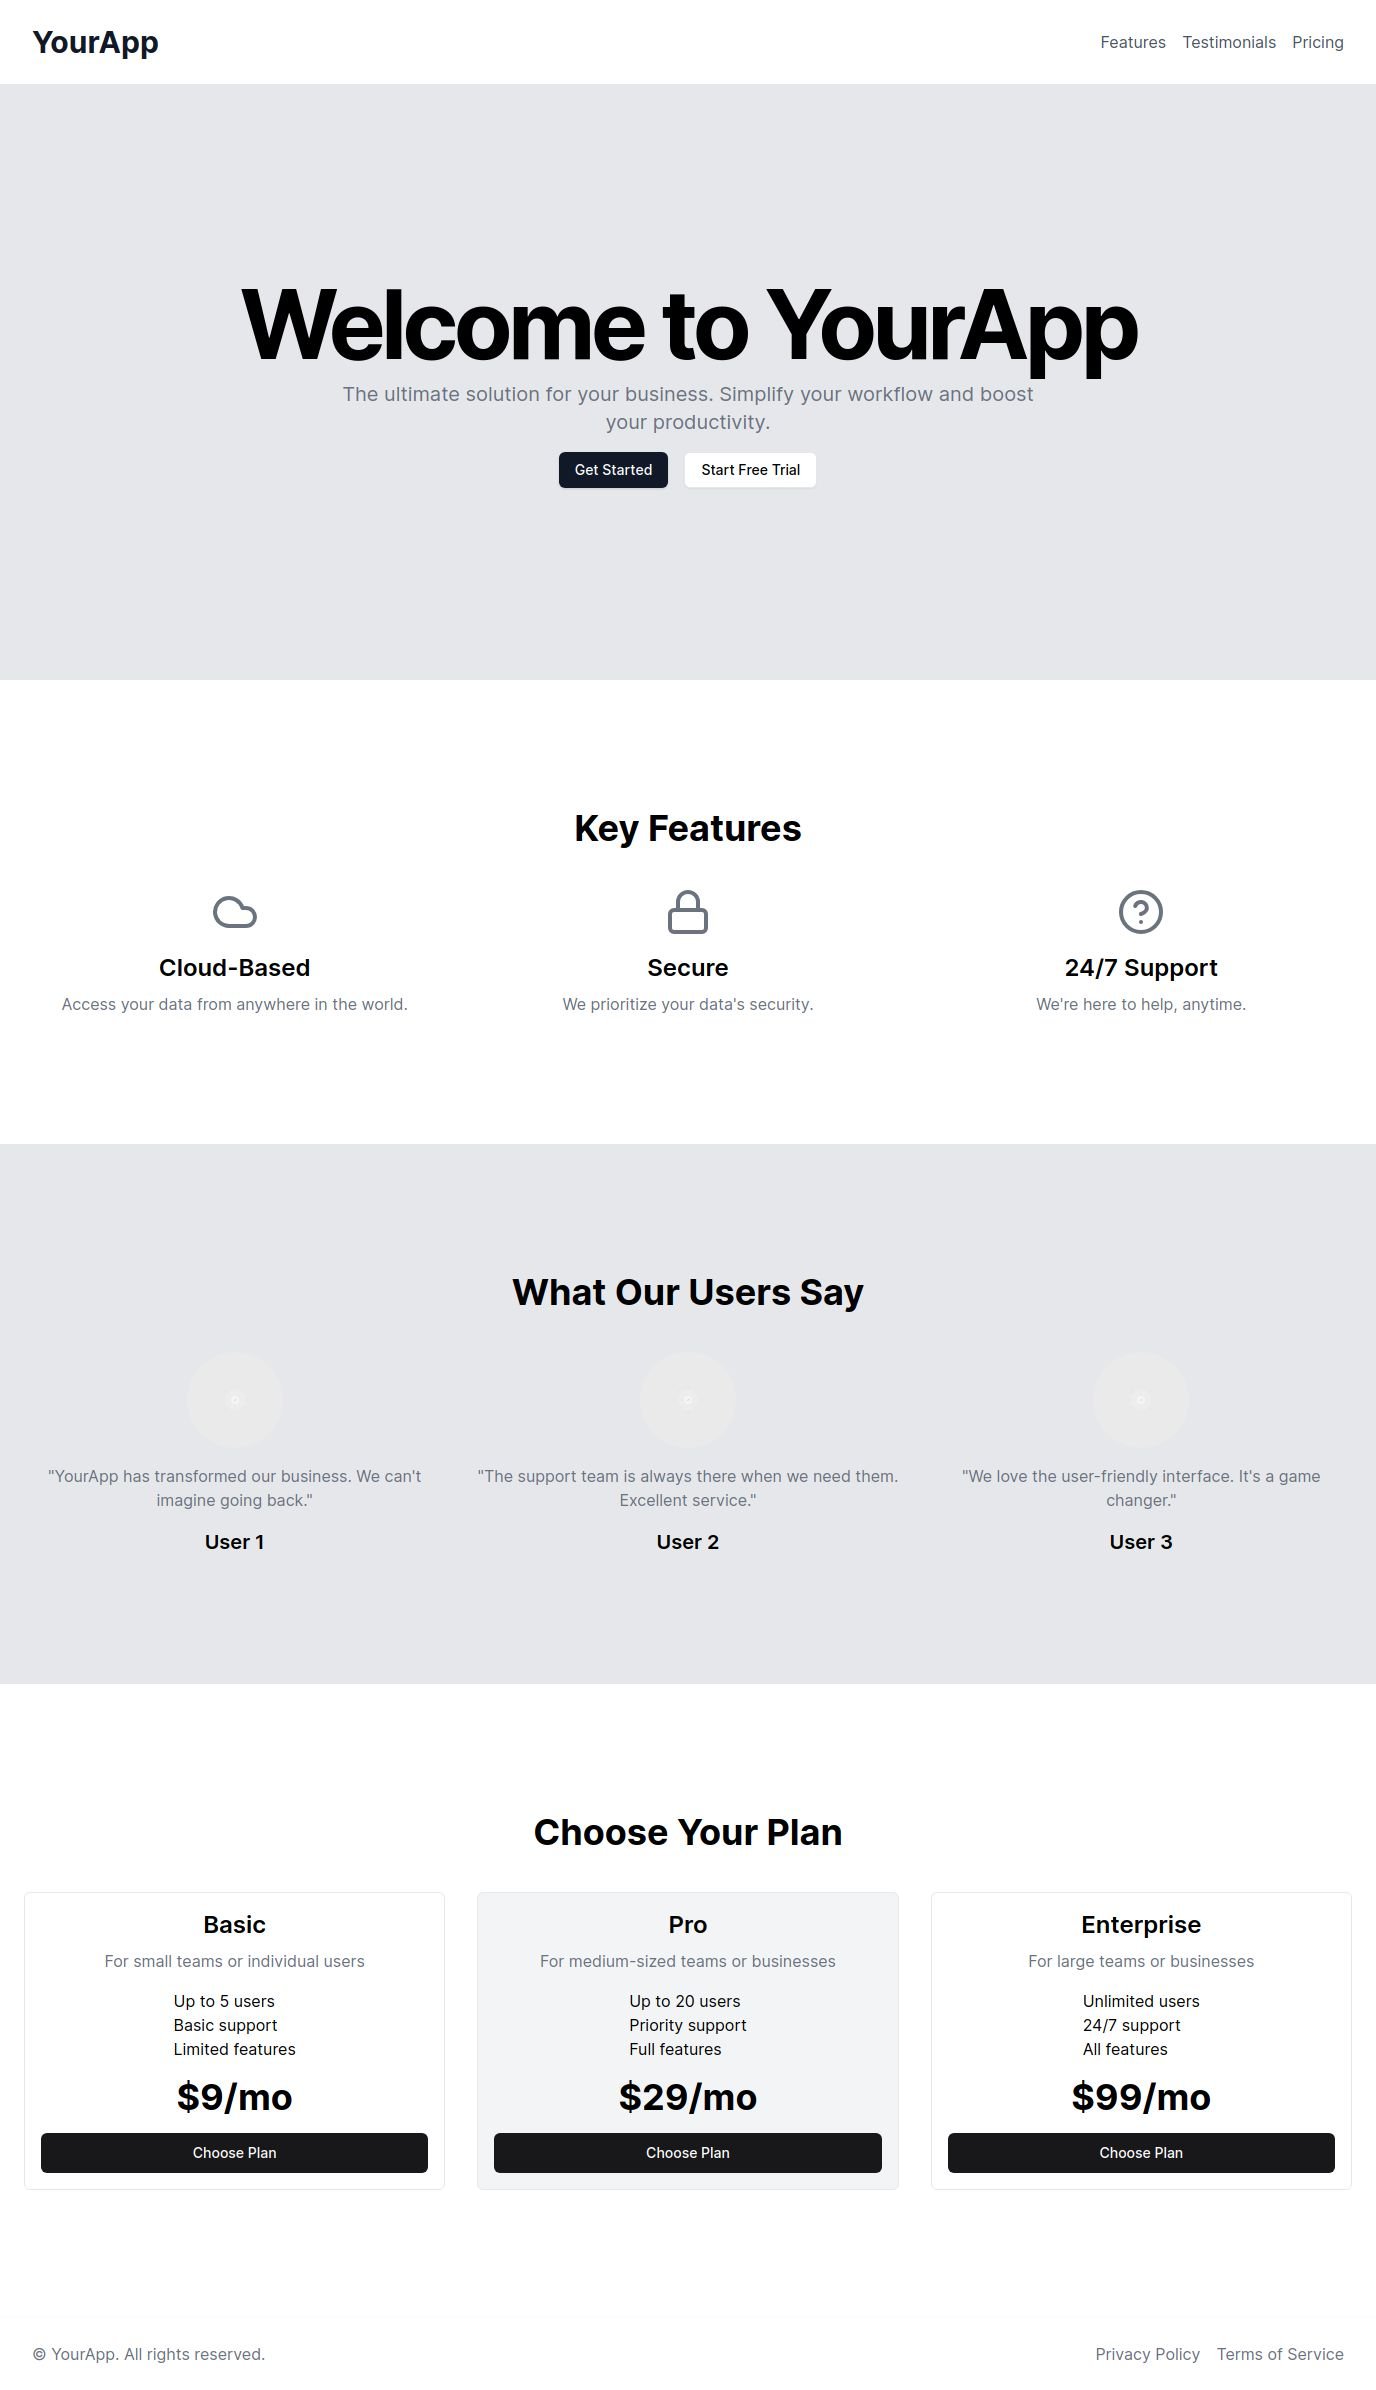 YourApp
Features Testimonials Pricing
Welcome to YourApp
The ultimate solution for your business. Simplify your workflow and boost
your productivity.
Get Started
Start Free Trial
Key Features
Cloud-Based
Access your data from anywhere in the world.
Secure
We prioritize your data's security.
24/7 Support
We're here to help, anytime.
What Our Users Say
"YourApp has transformed our business. We can't
imagine going back."
User 1
"The support team is always there when we need them.
Excellent service."
User 2
"We love the user-friendly interface. It's a game
changer."
User 3
Choose Your Plan
Basic
For small teams or individual users
Up to 5 users
Basic support
Limited features
$9/mo
Choose Plan
Pro
For medium-sized teams or businesses
Up to 20 users
Priority support
Full features
$29/mo
Choose Plan
Enterprise
For large teams or businesses
Unlimited users
24/7 support
All features
$99/mo
Choose Plan
© YourApp. All rights reserved.
Privacy Policy Terms of Service